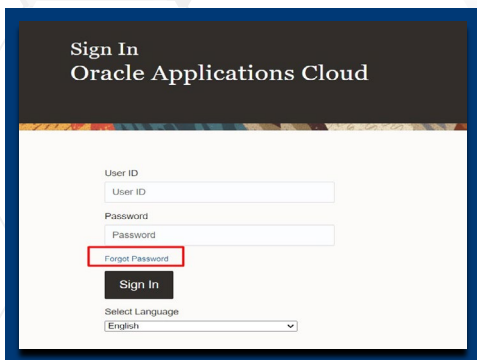 Sign In
Oracle Applications Cloud
User ID
User ID
Password
Password
Forgot Password
Sign In
Select Language
English